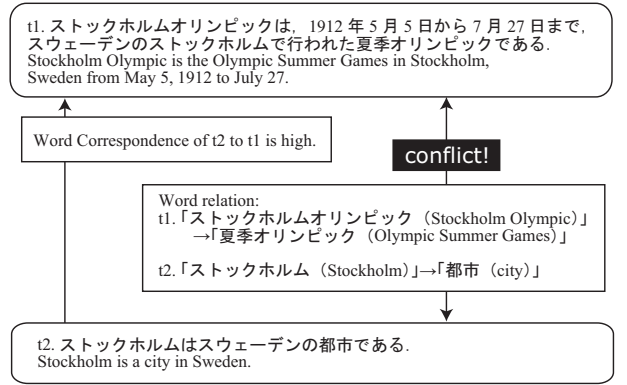 t1. ストックホルムオリンピックは，1912 年 5 月 5 日から 7 月 27 日まで，
スウェーデンのストックホルムで行われた夏季オリンピックである.
Stockholm Olympic is the Olympic Summer Games in Stockholm,
Sweden from May 5, 1912 to July 27.
Word Correspondence of t2 to t1 is high.
conflict!
Word relation:
t1.「ストックホルムオリンピック（Stockholm Olympic）」
→「夏季オリンピック（Olympic Summer Games）」
t2.「ストックホルム（Stockholm）」→「都市（city）」
t2. ストックホルムはスウェーデンの都市である.
Stockholm is a city in Sweden.